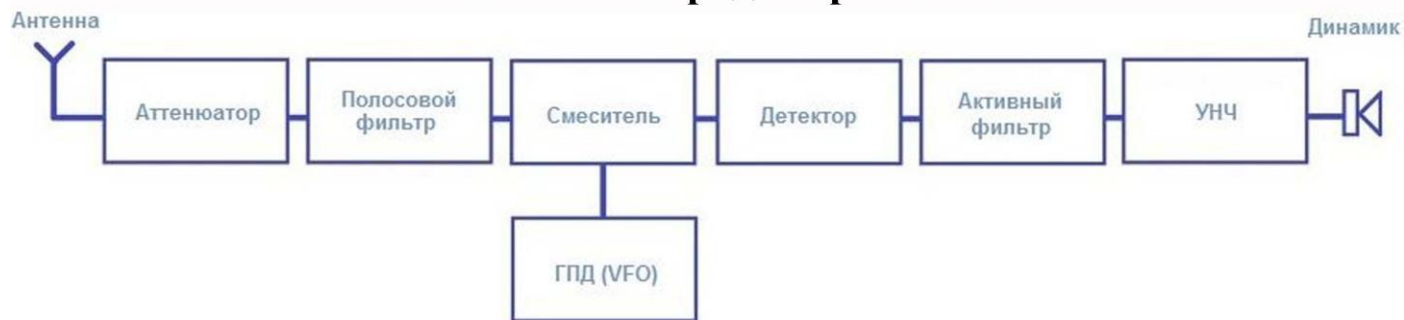 Антенна
Динамик
Аттенюатор
Полосовой
фильтр
Смеситель
Детектор
Активный
фильтр
УНЧ
ГПД (VFO)